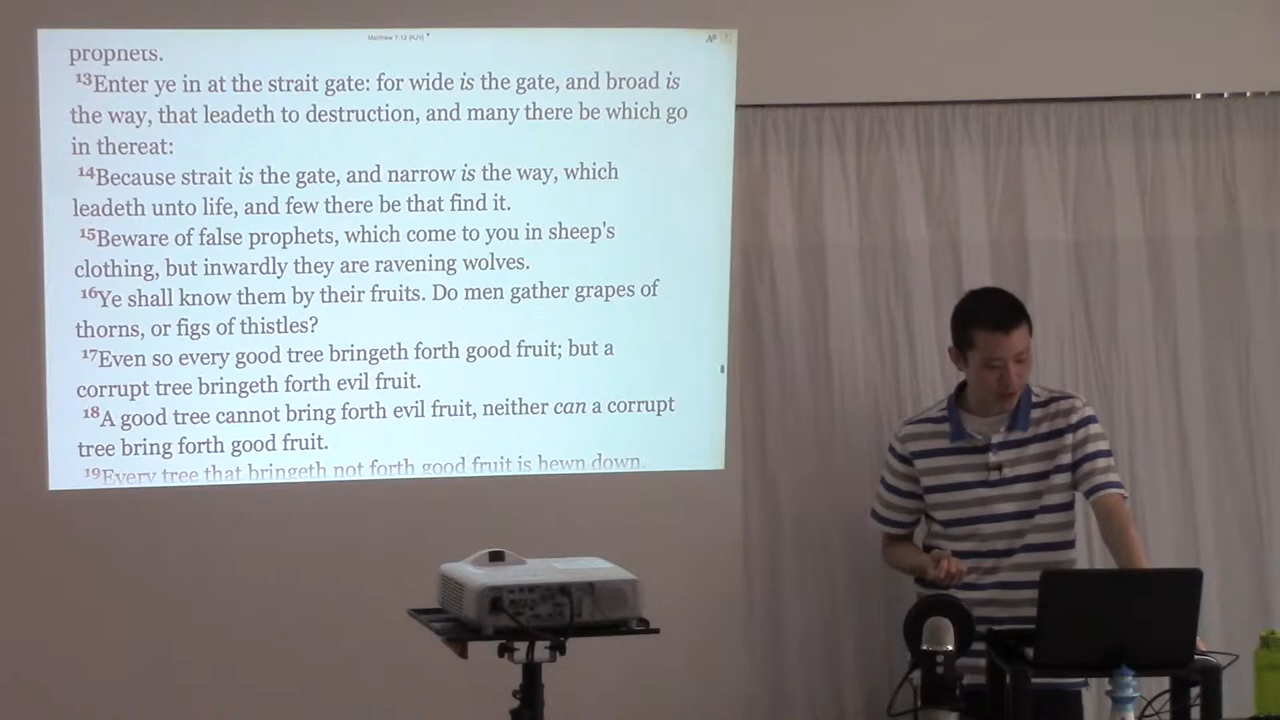 Matthew 7:12 (KJV)
prophets.
13Enter ye in at the strait gate: for wide is the gate, and broad is
the way, that leadeth to destruction, and many there be which go
in thereat:
14Because strait is the gate, and narrow is the way, which
leadeth unto life, and few there be that find it.
15Beware of false prophets, which come to you in sheep's
clothing, but inwardly they are ravening wolves.
16Ye shall know them by their fruits. Do men gather grapes of
thorns, or figs of thistles?
17Even so every good tree bringeth forth good fruit; but a
corrupt tree bringeth forth evil fruit.
18A good tree cannot bring forth evil fruit, neither can a corrupt
tree bring forth good fruit.
19Every tree that bringeth not forth good fruit is hewn down,